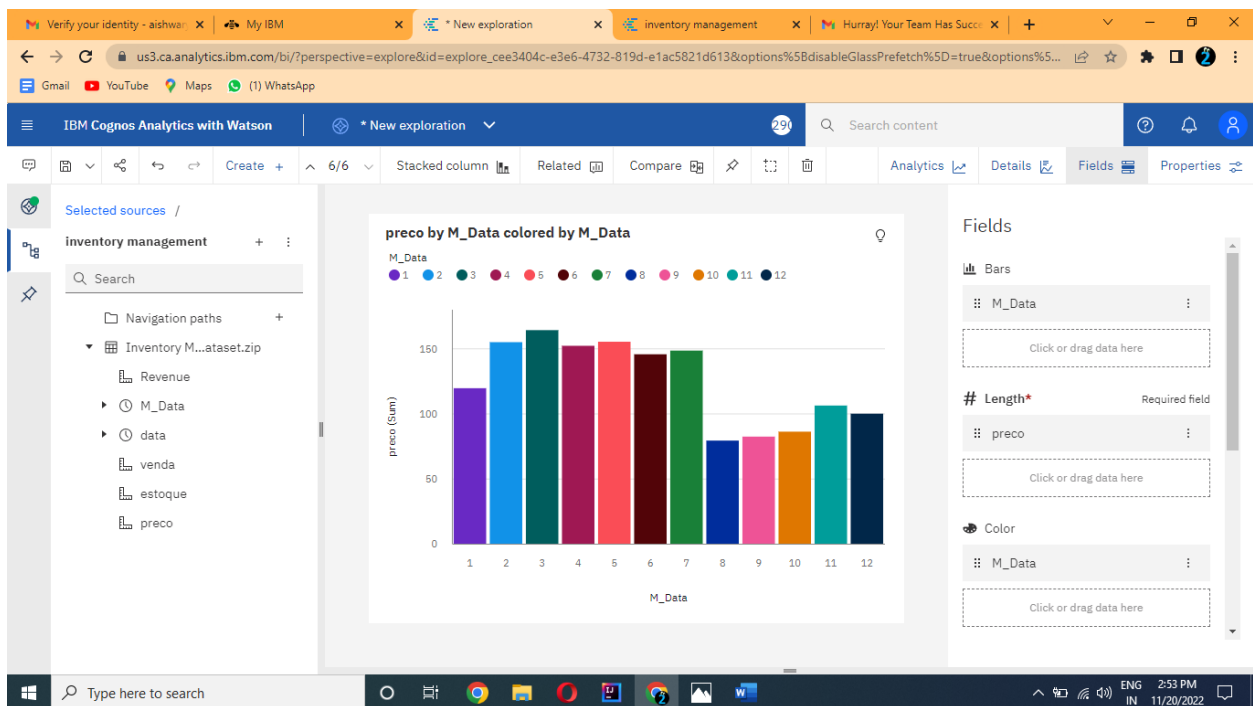 Verify your identity - aishwar
My IBM
* New exploration
inventory management
Hurray! Your Team Has Succe
us3.ca.analytics.ibm.com/bi/?perspective=explore&id=explore_cee3404c-e3e6-4732-819d-e1ac5821d613&options%5BdisableGlassPrefetch%5D=true&options%5...
Gmail YouTube Maps (1) WhatsApp
IBM Cognos Analytics with Watson
* New exploration
290
Search content
Create + 6/6 Stacked column Related Compare Analytics Details Fields Properties
Selected sources /
inventory management
Search
Navigation paths
Inventory M...ataset.zip
Revenue
M_Data
data
venda
estoque
preco
preco by M_Data colored by M_Data
M_Data
1 2 3 4 5 6 7 8 9 10 11 12
150
100
50
0
preco (Sum)
1 2 3 4 5 6 7 8 9 10 11 12
M_Data
Fields
Bars
M_Data
Click or drag data here
# Length* Required field
preco
Click or drag data here
Color
M_Data
Click or drag data here
Type here to search
W
ENG
IN
2:53 PM
11/20/2022